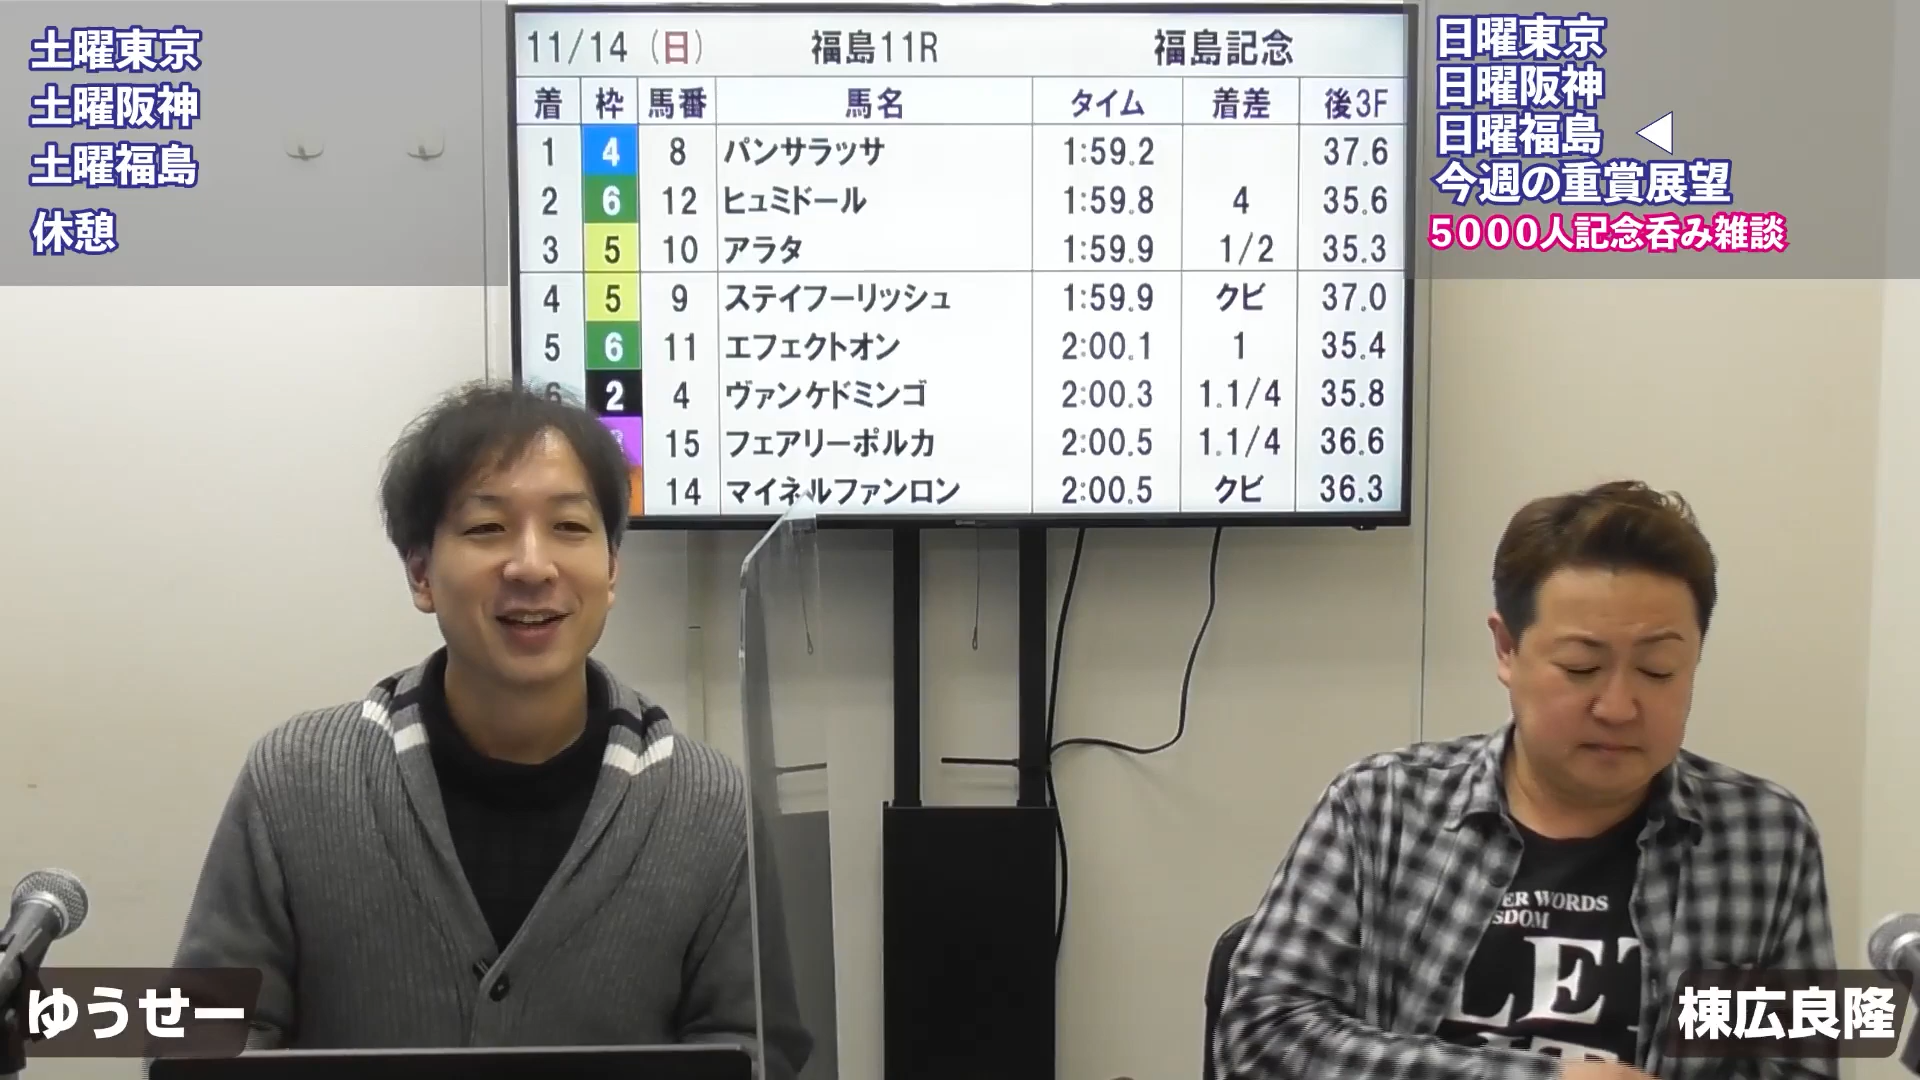 土曜東京
土曜阪神
土曜福島
休憩
11/14（日） 福島11R 福島記念
着 枠 馬番 馬名 タイム 着差 後3F
1 4 8 パンサラッサ 1:59.2 37.6
2 6 12 ヒュミドール 1:59.8 4 35.6
3 5 10 アラタ 1:59.9 1/2 35.3
4 5 9 ステイフーリッシュ 1:59.9 クビ 37.0
5 6 11 エフェクトオン 2:00.1 1 35.4
6 2 4 ヴァンケドミンゴ 2:00.3 1.1/4 35.8
15 フェアリーポルカ 2:00.5 1.1/4 36.6
14 マイネルファンロン 2:00.5 クビ 36.3
日曜東京
日曜阪神
日曜福島 ◀
今週の重賞展望
5000人記念呑み雑談
ER WORDS
SDOM
LET
ゆうせー
棟広良隆